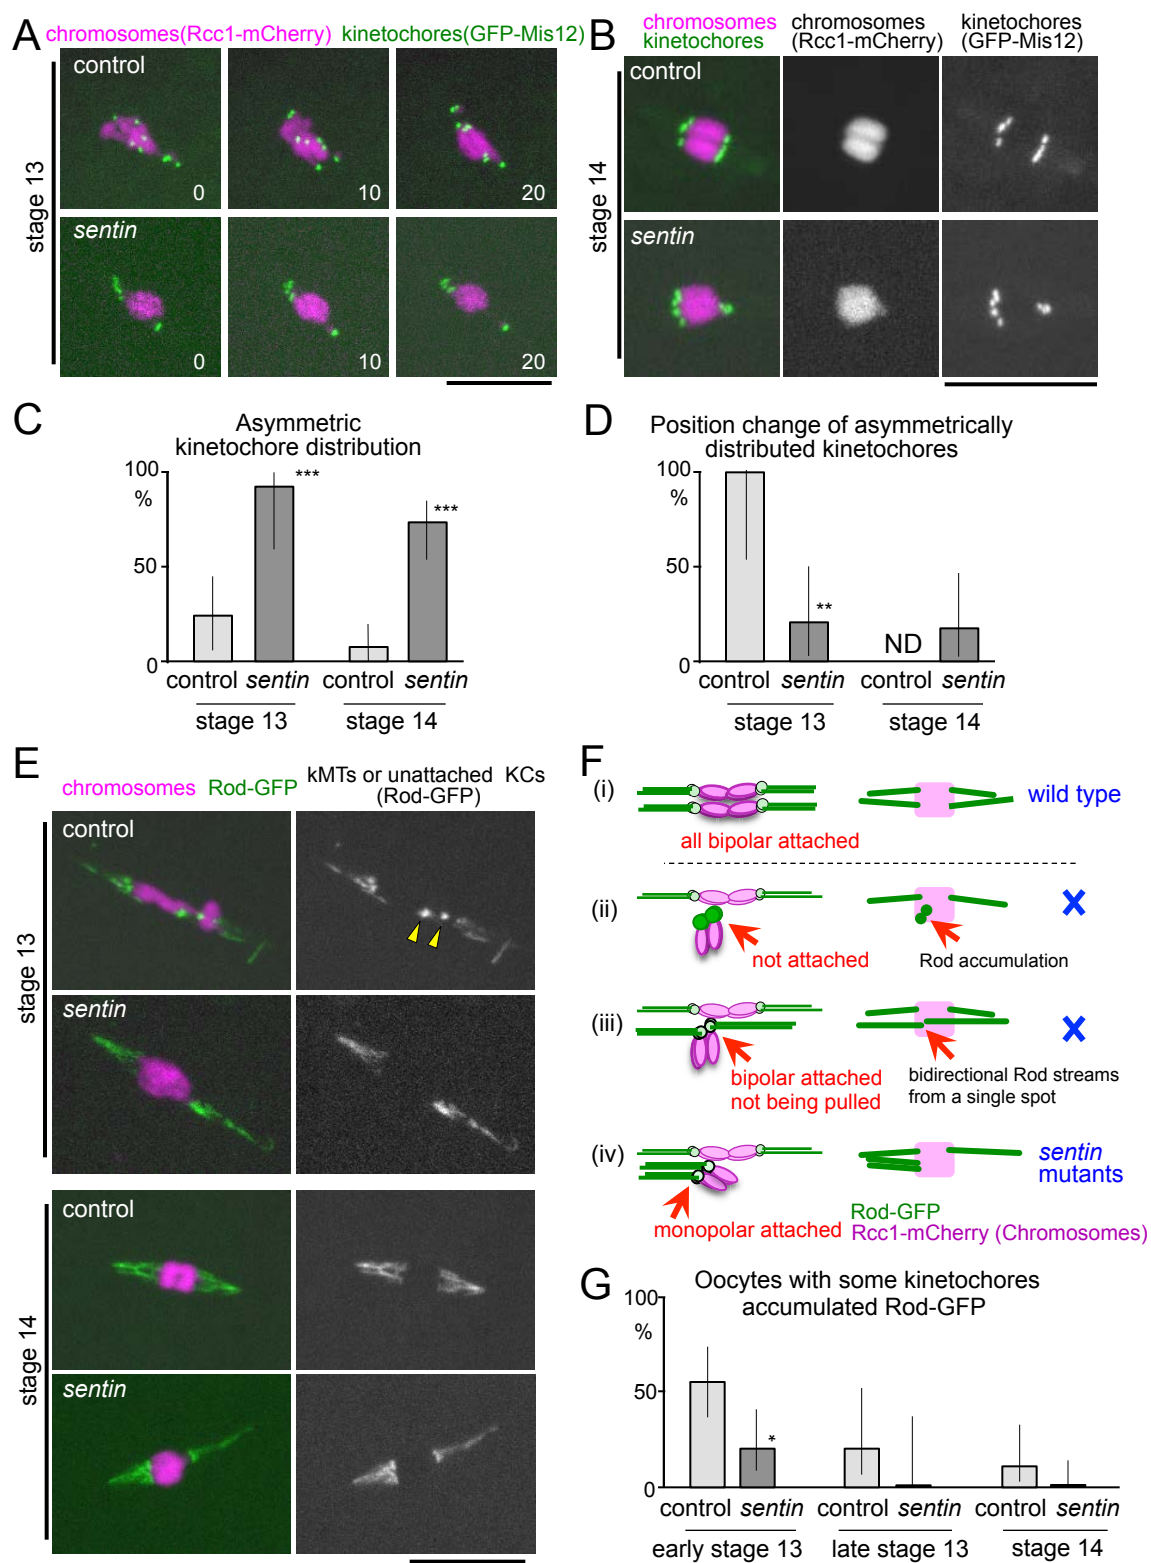 A
chromosomes(Rcc1-mCherry) kinetochores(GFP-Mis12)
stage 13
control
0
10
20
sentin
0
10
20
B
chromosomes
kinetochores
chromosomes
(Rcc1-mCherry)
kinetochores
(GFP-Mis12)
stage 14
control
sentin
C
Asymmetric
kinetochore distribution
100
%
50
0
***
***
control sentin control sentin
stage 13 stage 14
D
Position change of asymmetrically
distributed kinetochores
100
%
50
0
**
ND
control sentin control sentin
stage 13 stage 14
E
chromosomes Rod-GFP
kMTs or unattached KCs
(Rod-GFP)
stage 13
control
sentin
stage 14
control
sentin
F
(i)
wild type
all bipolar attached
(ii)
not attached
Rod accumulation
X
(iii)
bipolar attached
not being pulled
bidirectional Rod streams
from a single spot
X
(iv)
sentin
mutants
monopolar attached
Rod-GFP
Rcc1-mCherry (Chromosomes)
G
Oocytes with some kinetochores
accumulated Rod-GFP
100
%
50
0
*
control sentin control sentin control sentin
early stage 13 late stage 13 stage 14